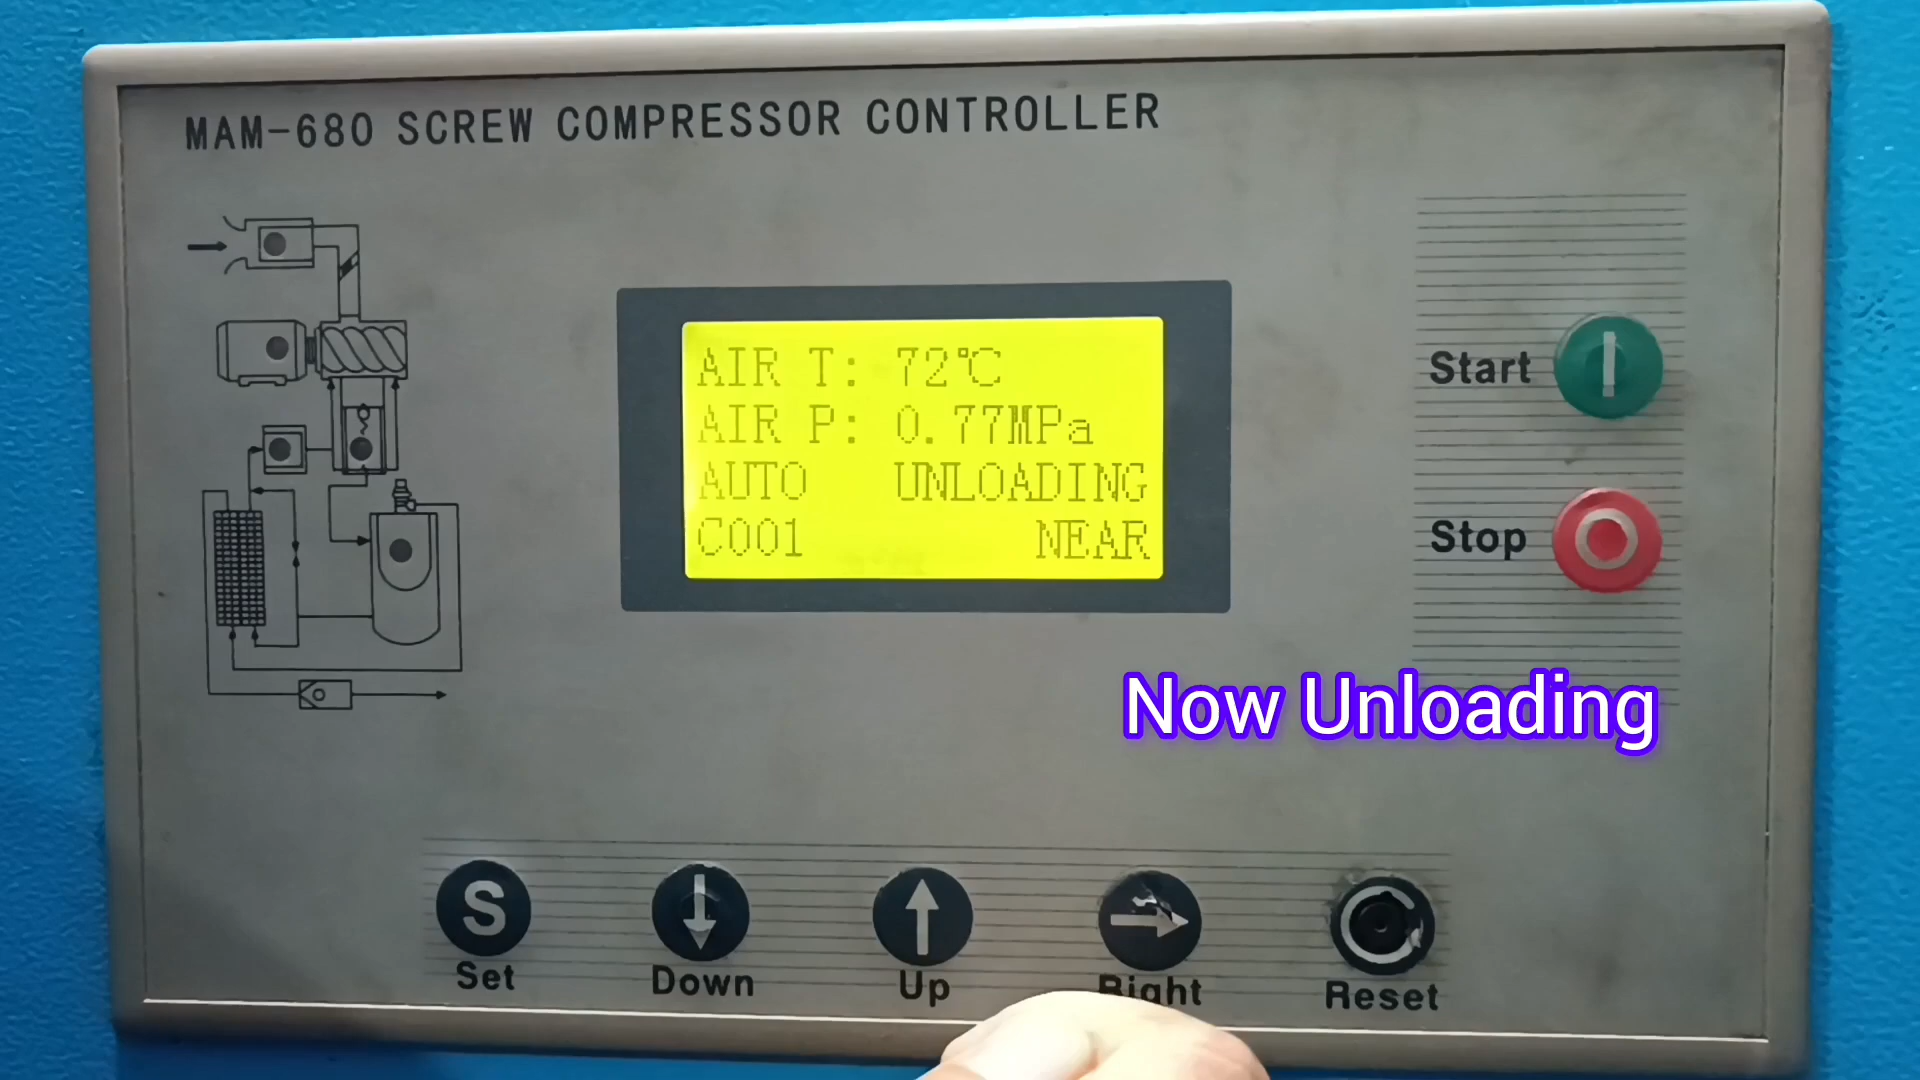 MAM-680 SCREW COMPRESSOR CONTROLLER
AIR T: 72℃
AIR P: 0.77MPa
AUTO UNLOADING
C001 NEAR
Start
Stop
Now Unloading
S
Set
Down
Up
Right
Reset